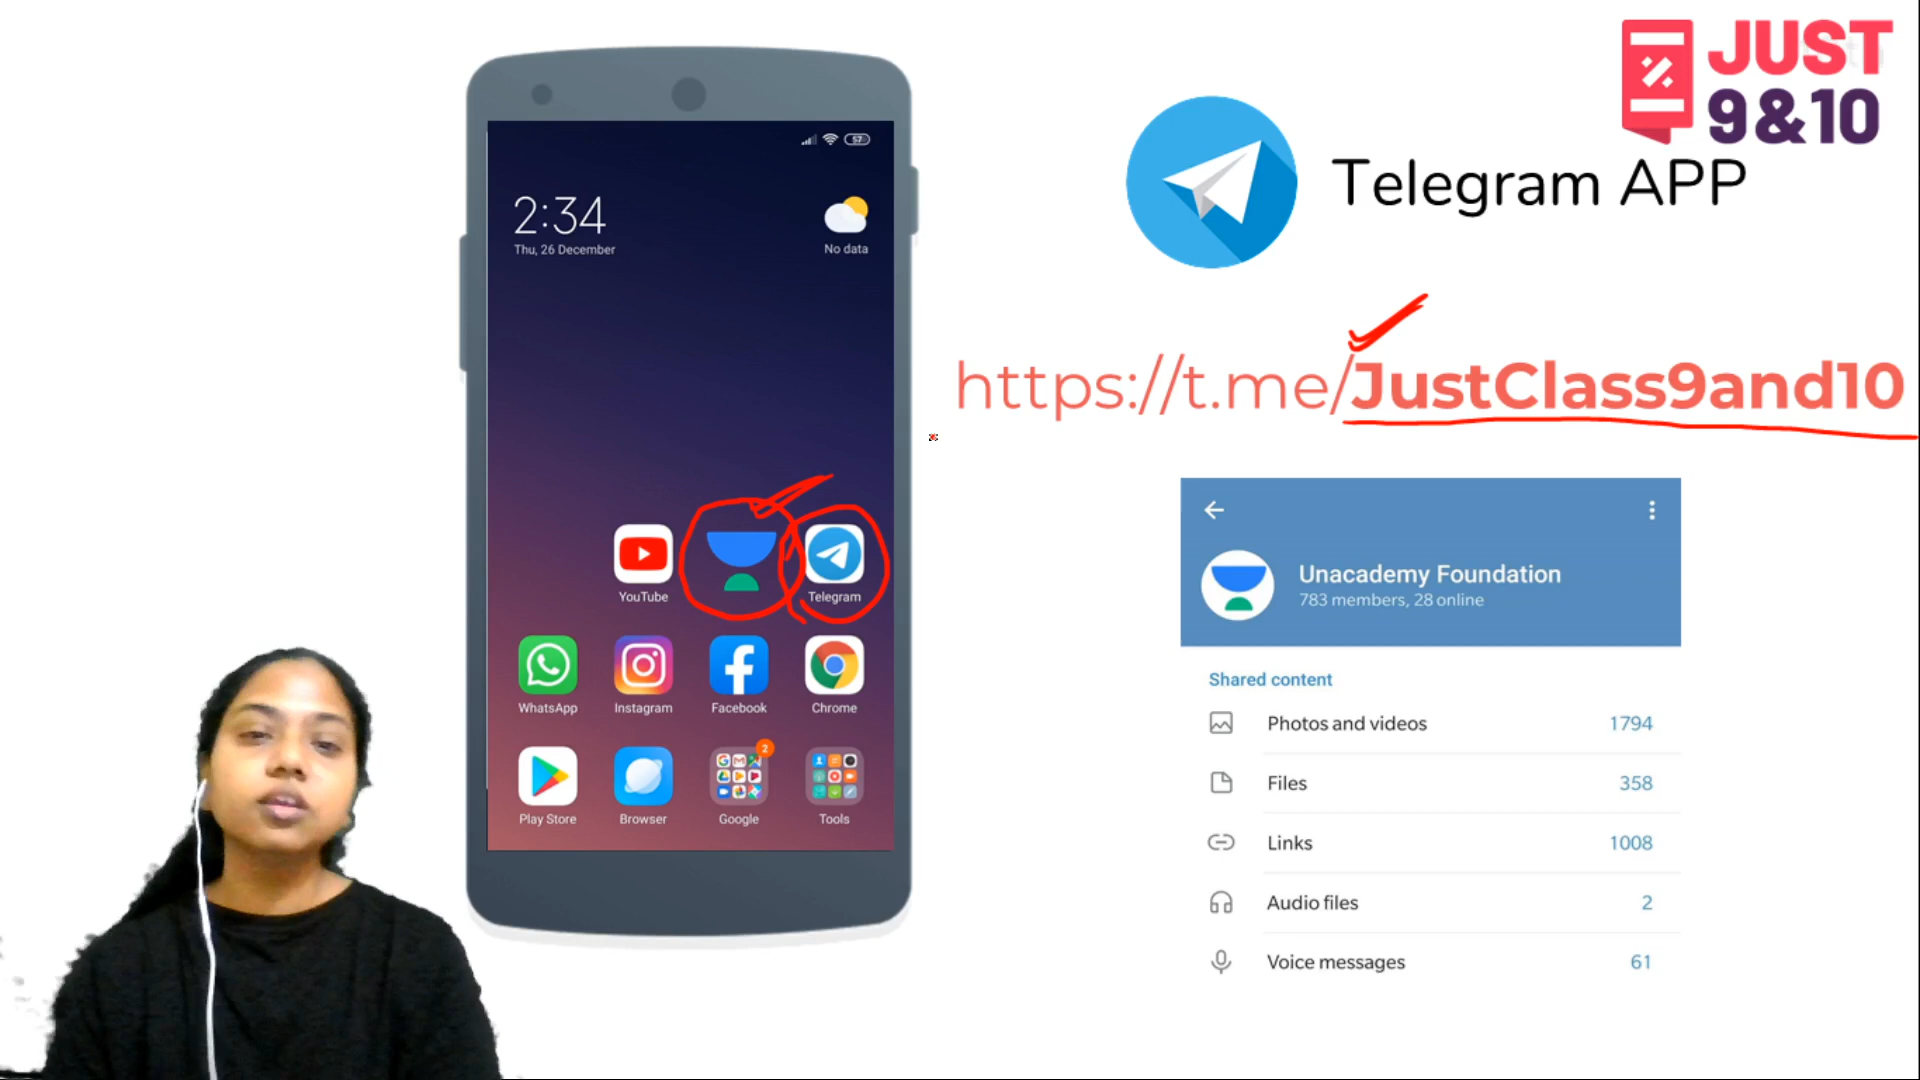 JUST
9&10
Telegram APP
https://t.me/JustClass9and10
57
2:34
Thu, 26 December
No data
YouTube
Telegram
WhatsApp
Instagram
Facebook
Chrome
2
Play Store
Browser
Google
Tools
Unacademy Foundation
783 members, 28 online
Shared content
Photos and videos 1794
Files 358
Links 1008
Audio files 2
Voice messages 61